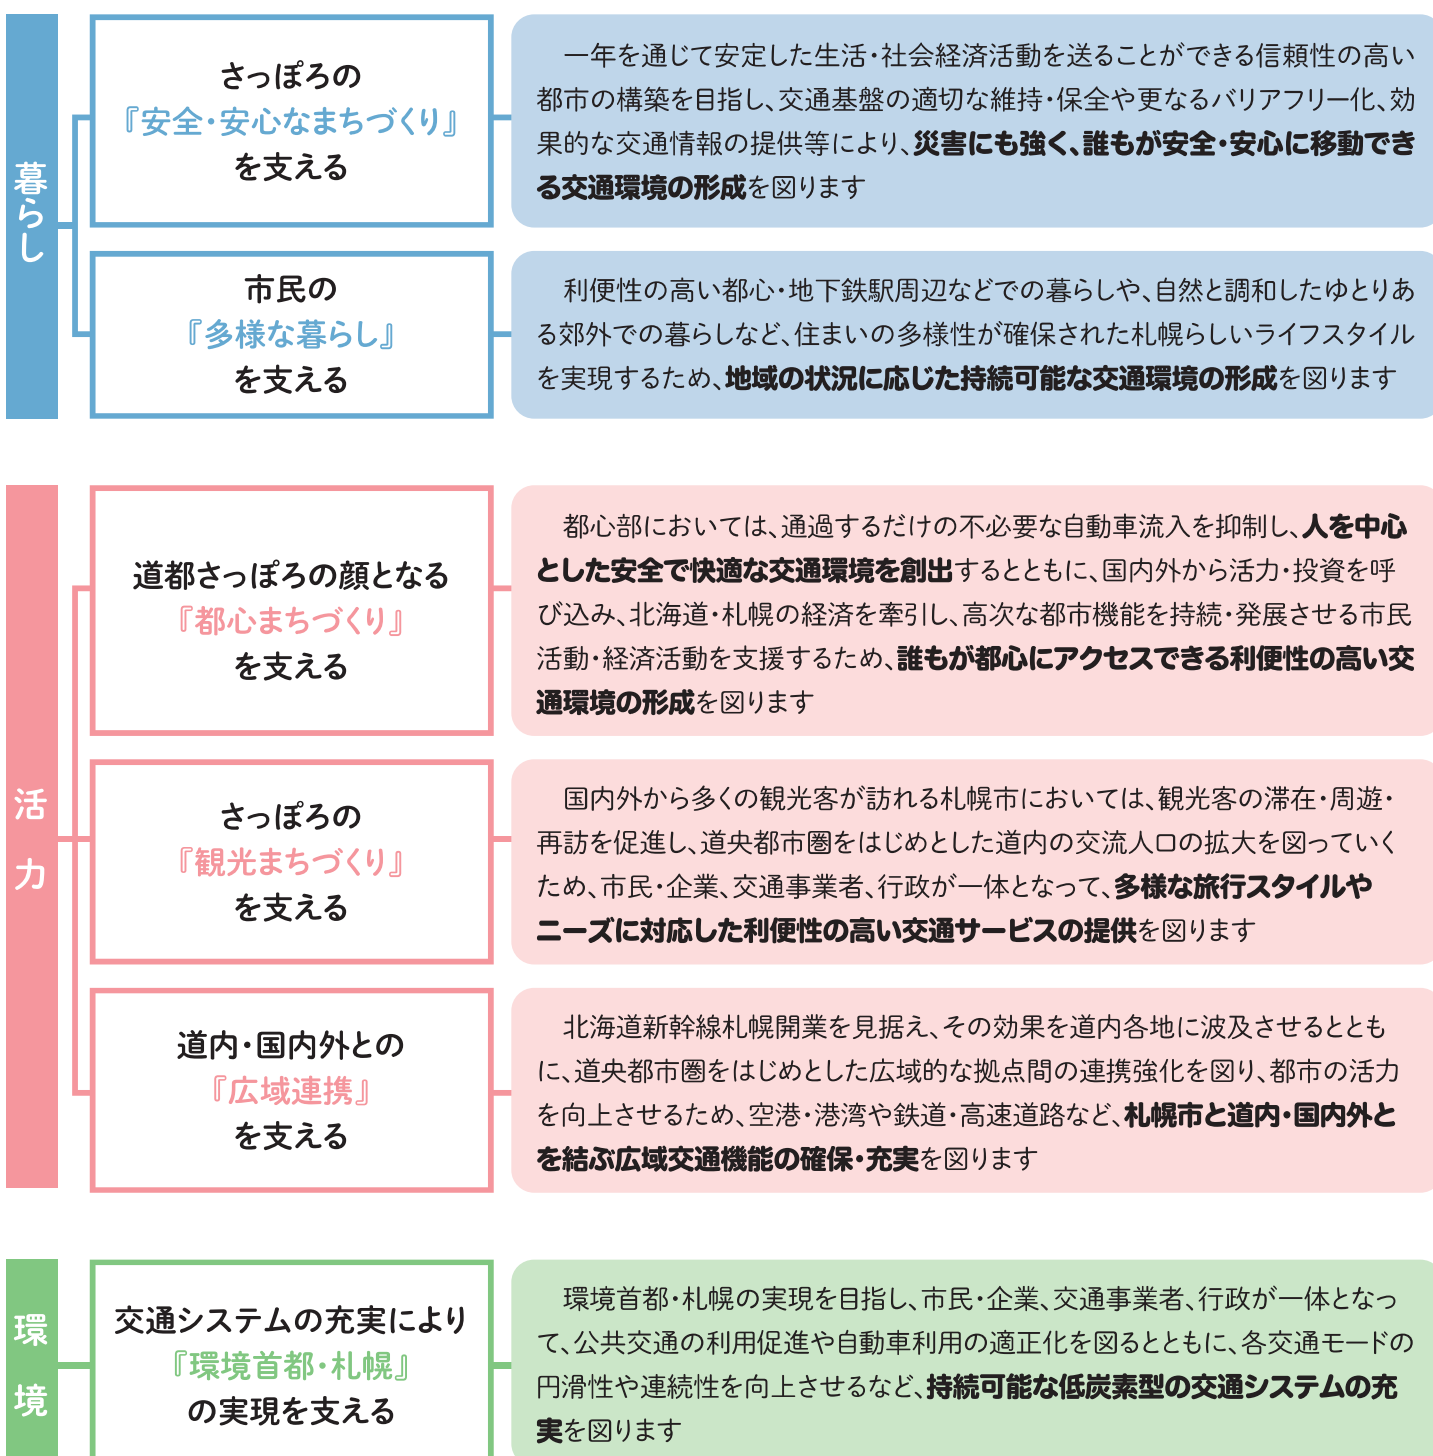 暮らし
さっぽろの
『安全・安心なまちづくり』
を支える
一年を通じて安定した生活・社会経済活動を送ることができる信頼性の高い
都市の構築を目指し、交通基盤の適切な維持・保全や更なるバリアフリー化、効
果的な交通情報の提供等により、災害にも強く、誰もが安全・安心に移動でき
る交通環境の形成を図ります
市民の
『多様な暮らし』
を支える
利便性の高い都心・地下鉄駅周辺などでの暮らしや、自然と調和したゆとりあ
る郊外での暮らしなど、住まいの多様性が確保された札幌らしいライフスタイル
を実現するため、地域の状況に応じた持続可能な交通環境の形成を図ります
活力
道都さっぽろの顔となる
『都心まちづくり』
を支える
都心部においては、通過するだけの不必要な自動車流入を抑制し、人を中心
とした安全で快適な交通環境を創出するとともに、国内外から活力・投資を呼
び込み、北海道・札幌の経済を牽引し、高次な都市機能を持続・発展させる市民
活動・経済活動を支援するため、誰もが都心にアクセスできる利便性の高い交
通環境の形成を図ります
さっぽろの
『観光まちづくり』
を支える
国内外から多くの観光客が訪れる札幌市においては、観光客の滞在・周遊・
再訪を促進し、道央都市圏をはじめとした道内の交流人口の拡大を図っていく
ため、市民・企業、交通事業者、行政が一体となって、多様な旅行スタイルや
ニーズに対応した利便性の高い交通サービスの提供を図ります
道内・国内外との
『広域連携』
を支える
北海道新幹線札幌開業を見据え、その効果を道内各地に波及させるととも
に、道央都市圏をはじめとした広域的な拠点間の連携強化を図り、都市の活力
を向上させるため、空港・港湾や鉄道・高速道路など、札幌市と道内・国内外と
を結ぶ広域交通機能の確保・充実を図ります
環境
交通システムの充実により
『環境首都・札幌』
の実現を支える
環境首都・札幌の実現を目指し、市民・企業、交通事業者、行政が一体となっ
て、公共交通の利用促進や自動車利用の適正化を図るとともに、各交通モードの
円滑性や連続性を向上させるなど、持続可能な低炭素型の交通システムの充
実を図ります